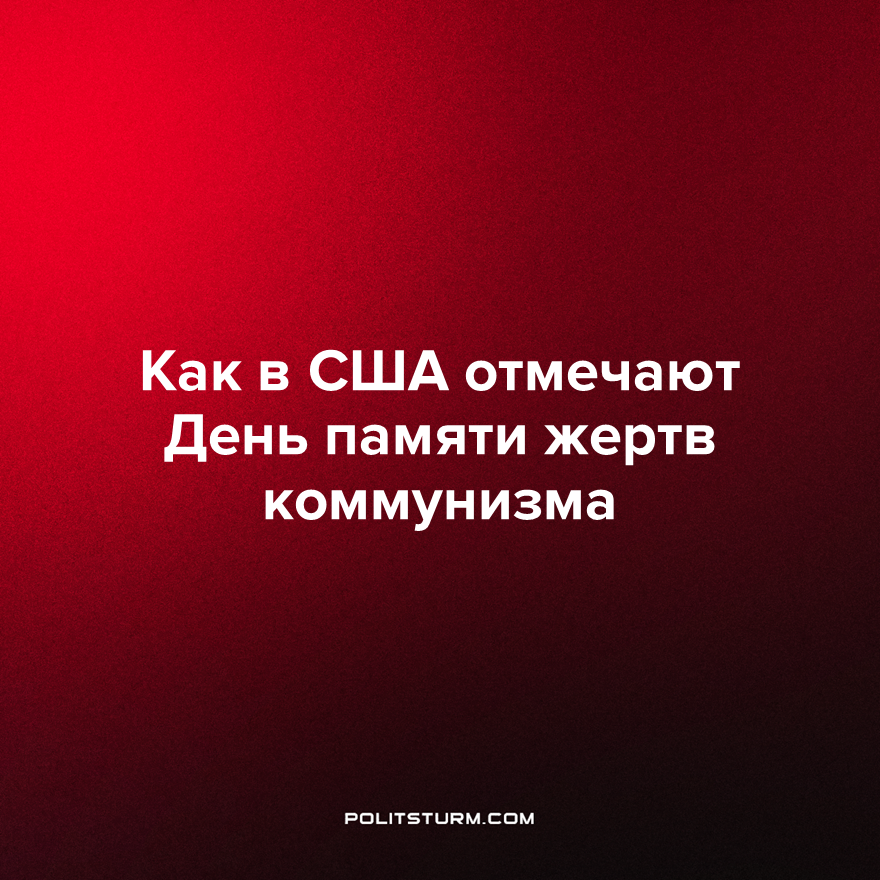 Как в США отмечают
День памяти жертв
коммунизма
POLITSTURM.COM